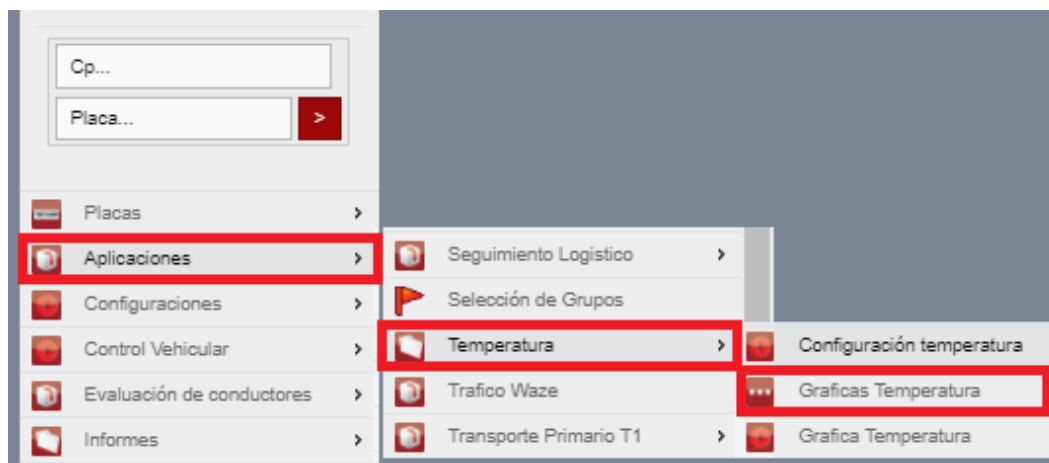 Cp...
Placa...
>
Placas
Aplicaciones
Configuraciones
Control Vehicular
Evaluación de conductores
Informes
Seguimiento Logistico
Selección de Grupos
Temperatura
Trafico Waze
Transporte Primario T1
Configuración temperatura
Graficas Temperatura
Grafica Temperatura